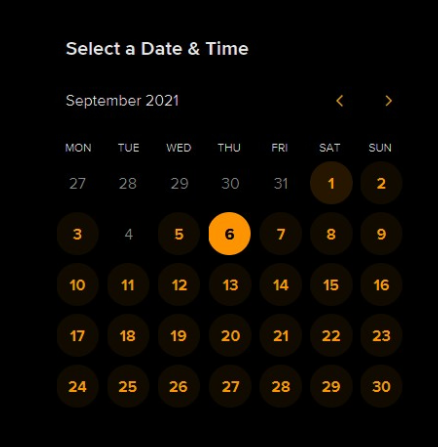 Select a Date & Time
September 2021
MON TUE WED THU FRI SAT SUN
27 28 29 30 31 1 2
3 4 5 6 7 8 9
10 11 12 13 14 15 16
17 18 19 20 21 22 23
24 25 26 27 28 29 30